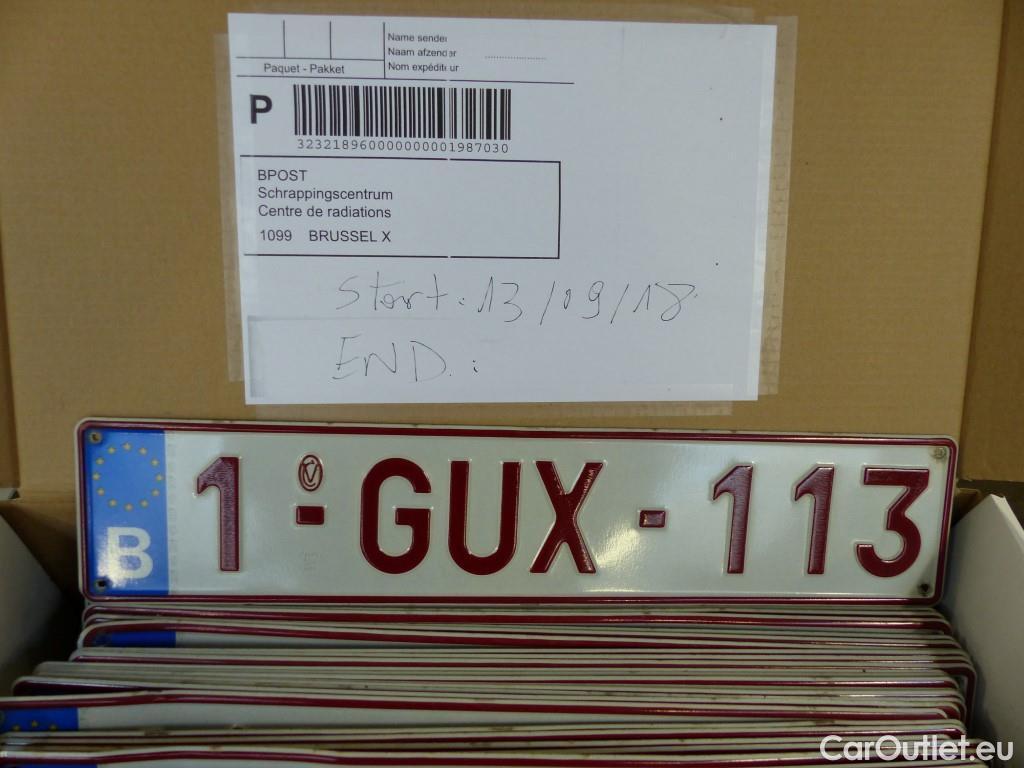 Name sender
Naam afzender
Nom expéditeur
Paquet - Pakket
P
323218960000000001987030
BPOST
Schrappingscentrum
Centre de radiations
1099 BRUSSEL X
Start: 13/09/18
END.:
B 1-GUX-113
CarOutlet.eu